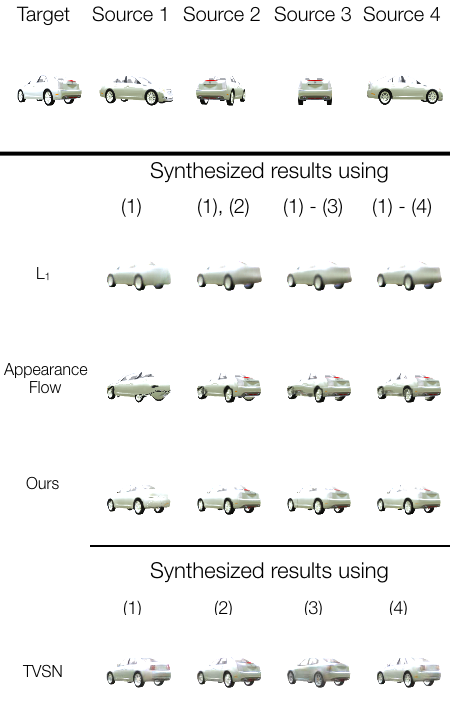 Target Source 1 Source 2 Source 3 Source 4
Synthesized results using
(1) (1), (2) (1) - (3) (1) - (4)
L₁
Appearance
Flow
Ours
Synthesized results using
(1) (2) (3) (4)
TVSN